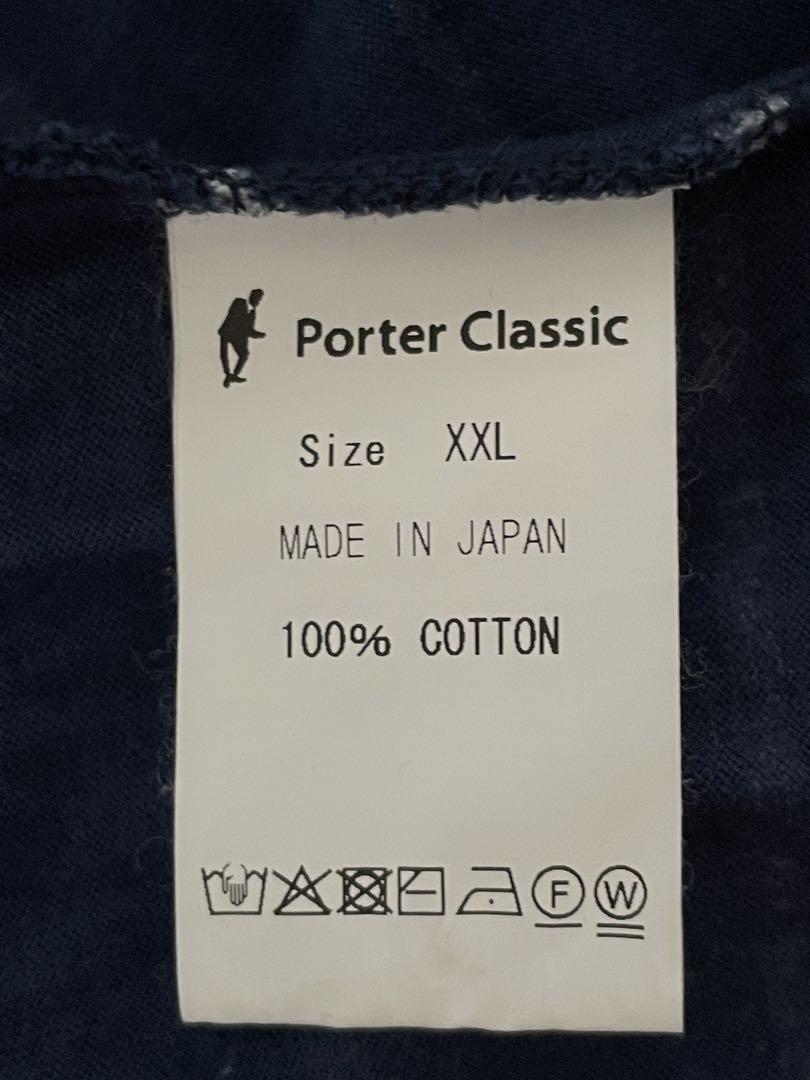 Porter Classic
Size XXL
MADE IN JAPAN
100% COTTON
F W